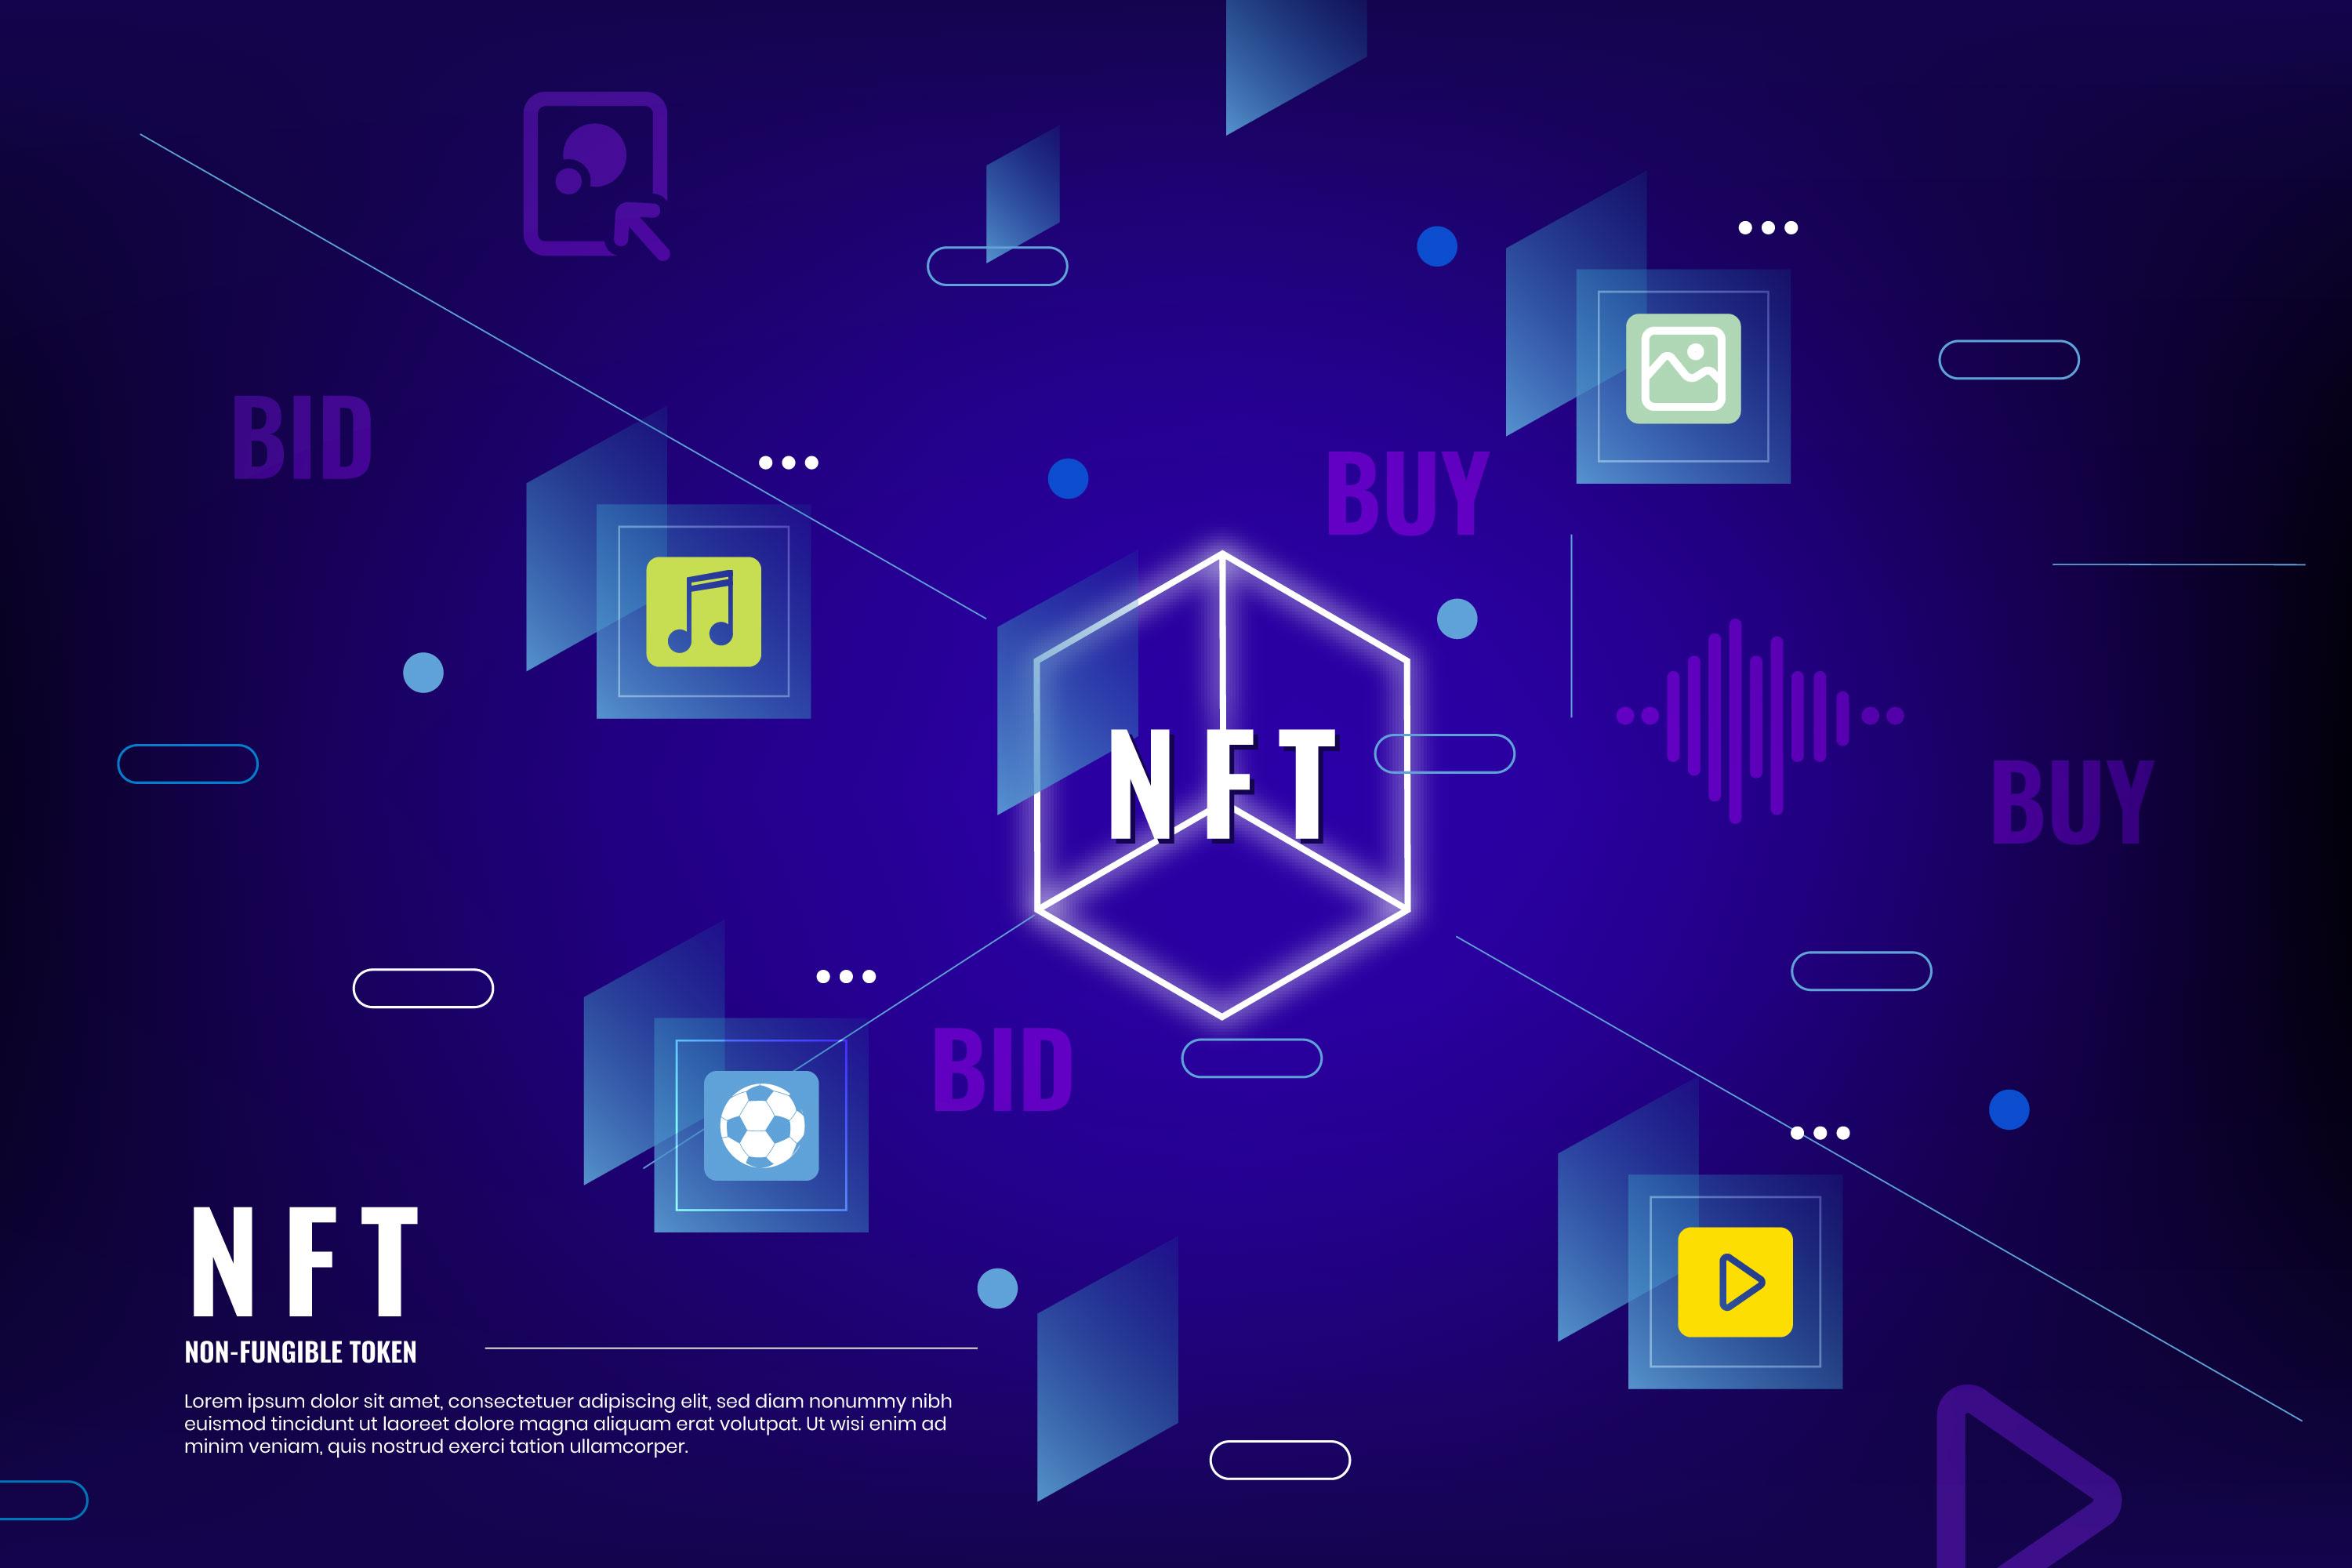 BID
BUY
NFT
BUY
BID
NFT
NON-FUNGIBLE TOKEN
Lorem ipsum dolor sit amet, consectetuer adipiscing elit, sed diam nonummy nibh
euismod tincidunt ut laoreet dolore magna aliquam erat volutpat. Ut wisi enim ad
minim veniam, quis nostrud exerci tation ullamcorper.